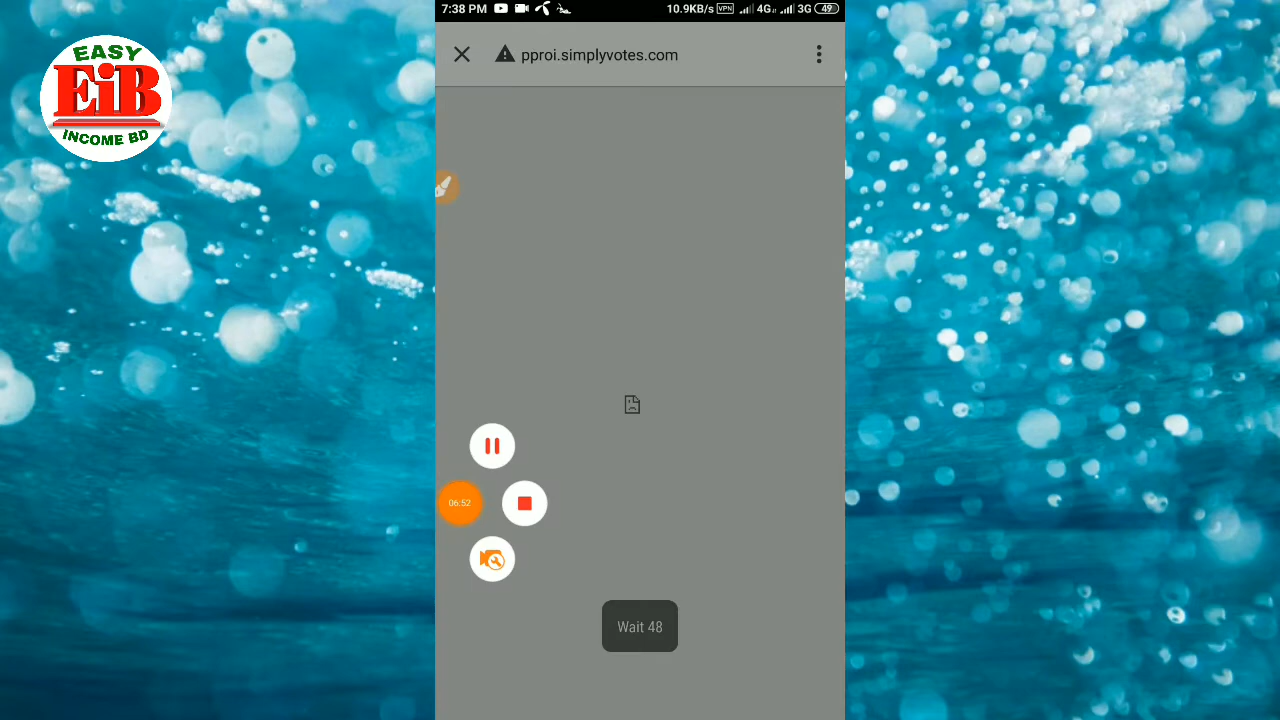 EASY
EiB
INCOME BD
7:38 PM 10.9KB/s VPN 4G 3G 49
pproi.simplyvotes.com
06:52
Wait 48